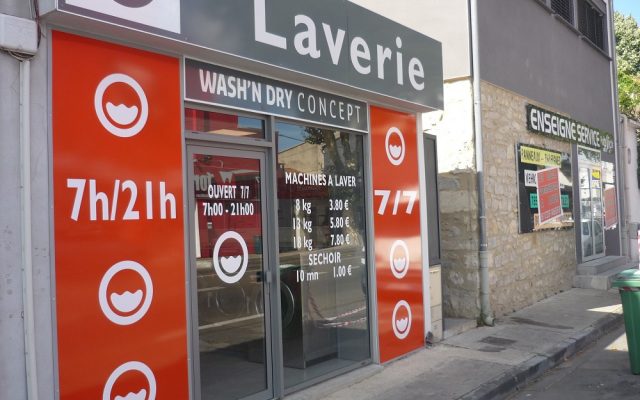 Laverie
WASH'N DRY CONCEPT
7h/21h
OUVERT 7/7
7h00 - 21h00
MACHINES A LAVER
8 kg 3.80 €
13 kg 5.80 €
18 kg 7.80 €
SECHOIR
10 mn 1.00 €
7/7
ENSEIGNE SERVICE
PANNEAUX